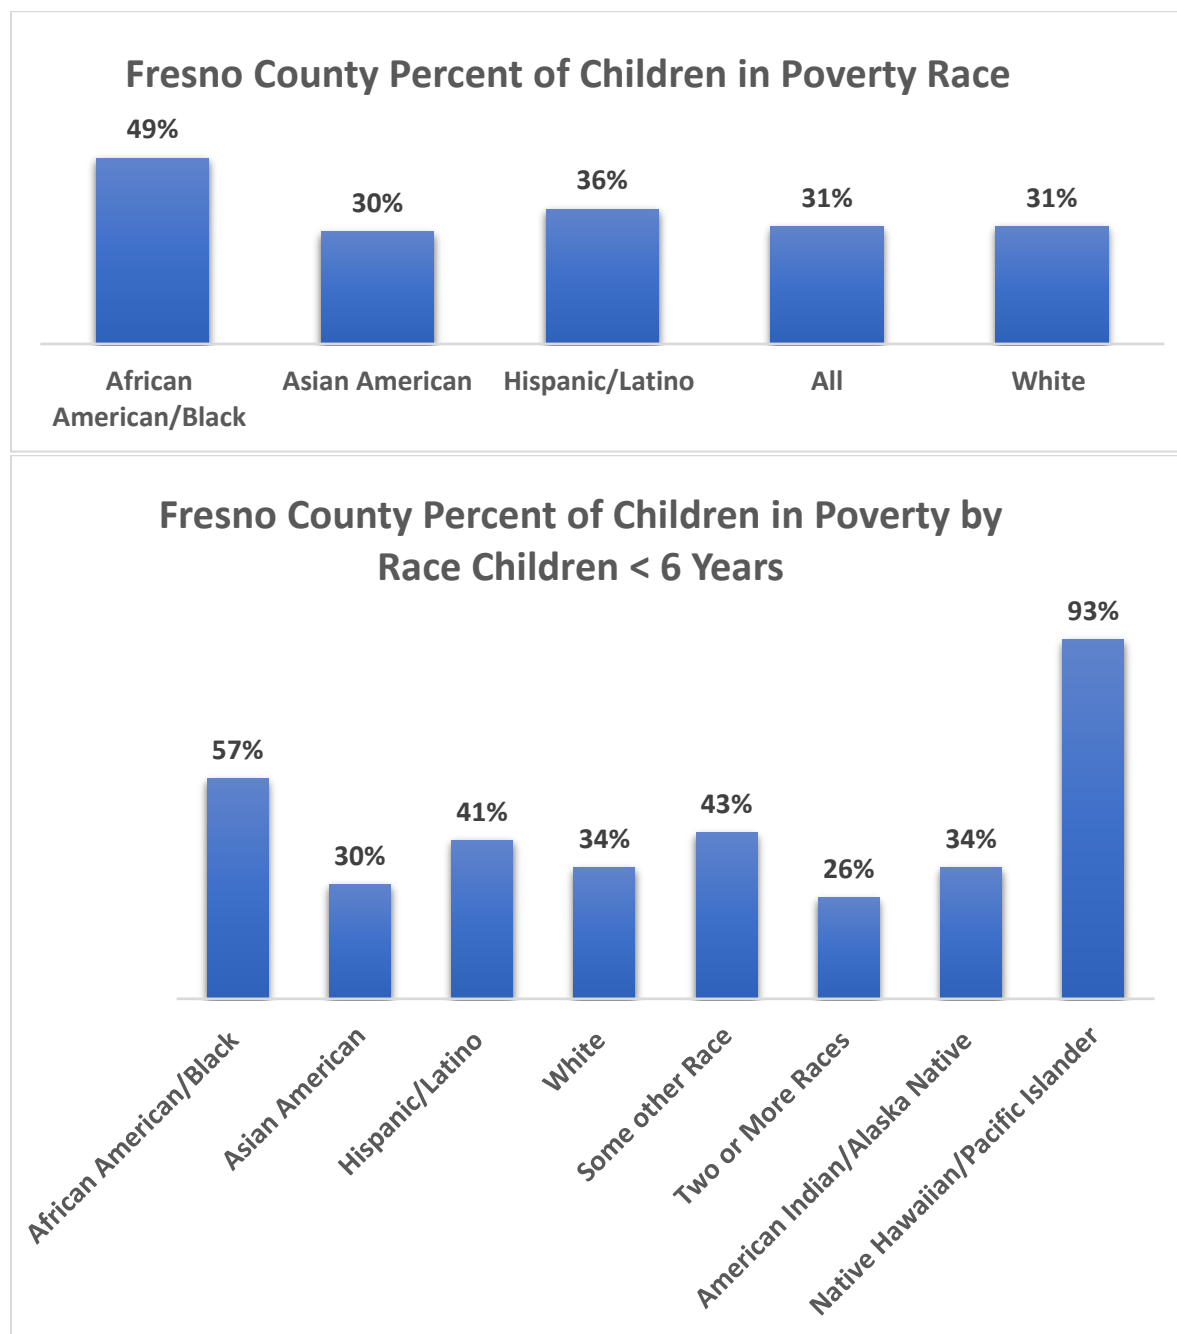 Fresno County Percent of Children in Poverty Race
49%
30%
36%
31%
31%
African
American/Black
Asian American
Hispanic/Latino
All
White
Fresno County Percent of Children in Poverty by
Race Children < 6 Years
57%
30%
41%
34%
43%
26%
34%
93%
African American/Black
Asian American
Hispanic/Latino
White
Some other Race
Two or More Races
American Indian/Alaska Native
Native Hawaiian/Pacific Islander